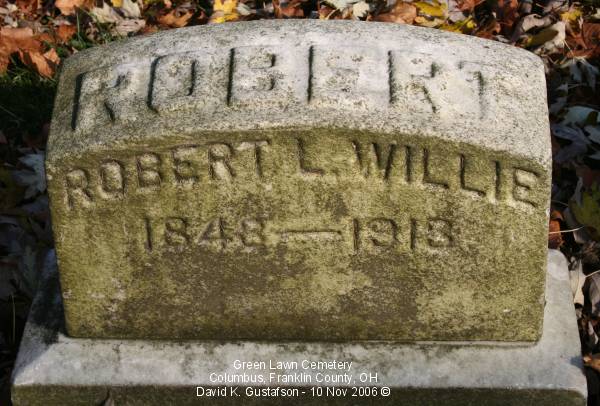 ROBERT
ROBERT L. WILLIE
1848—1913
Green Lawn Cemetery
Columbus, Franklin County, OH
David K. Gustafson - 10 Nov 2006 ©